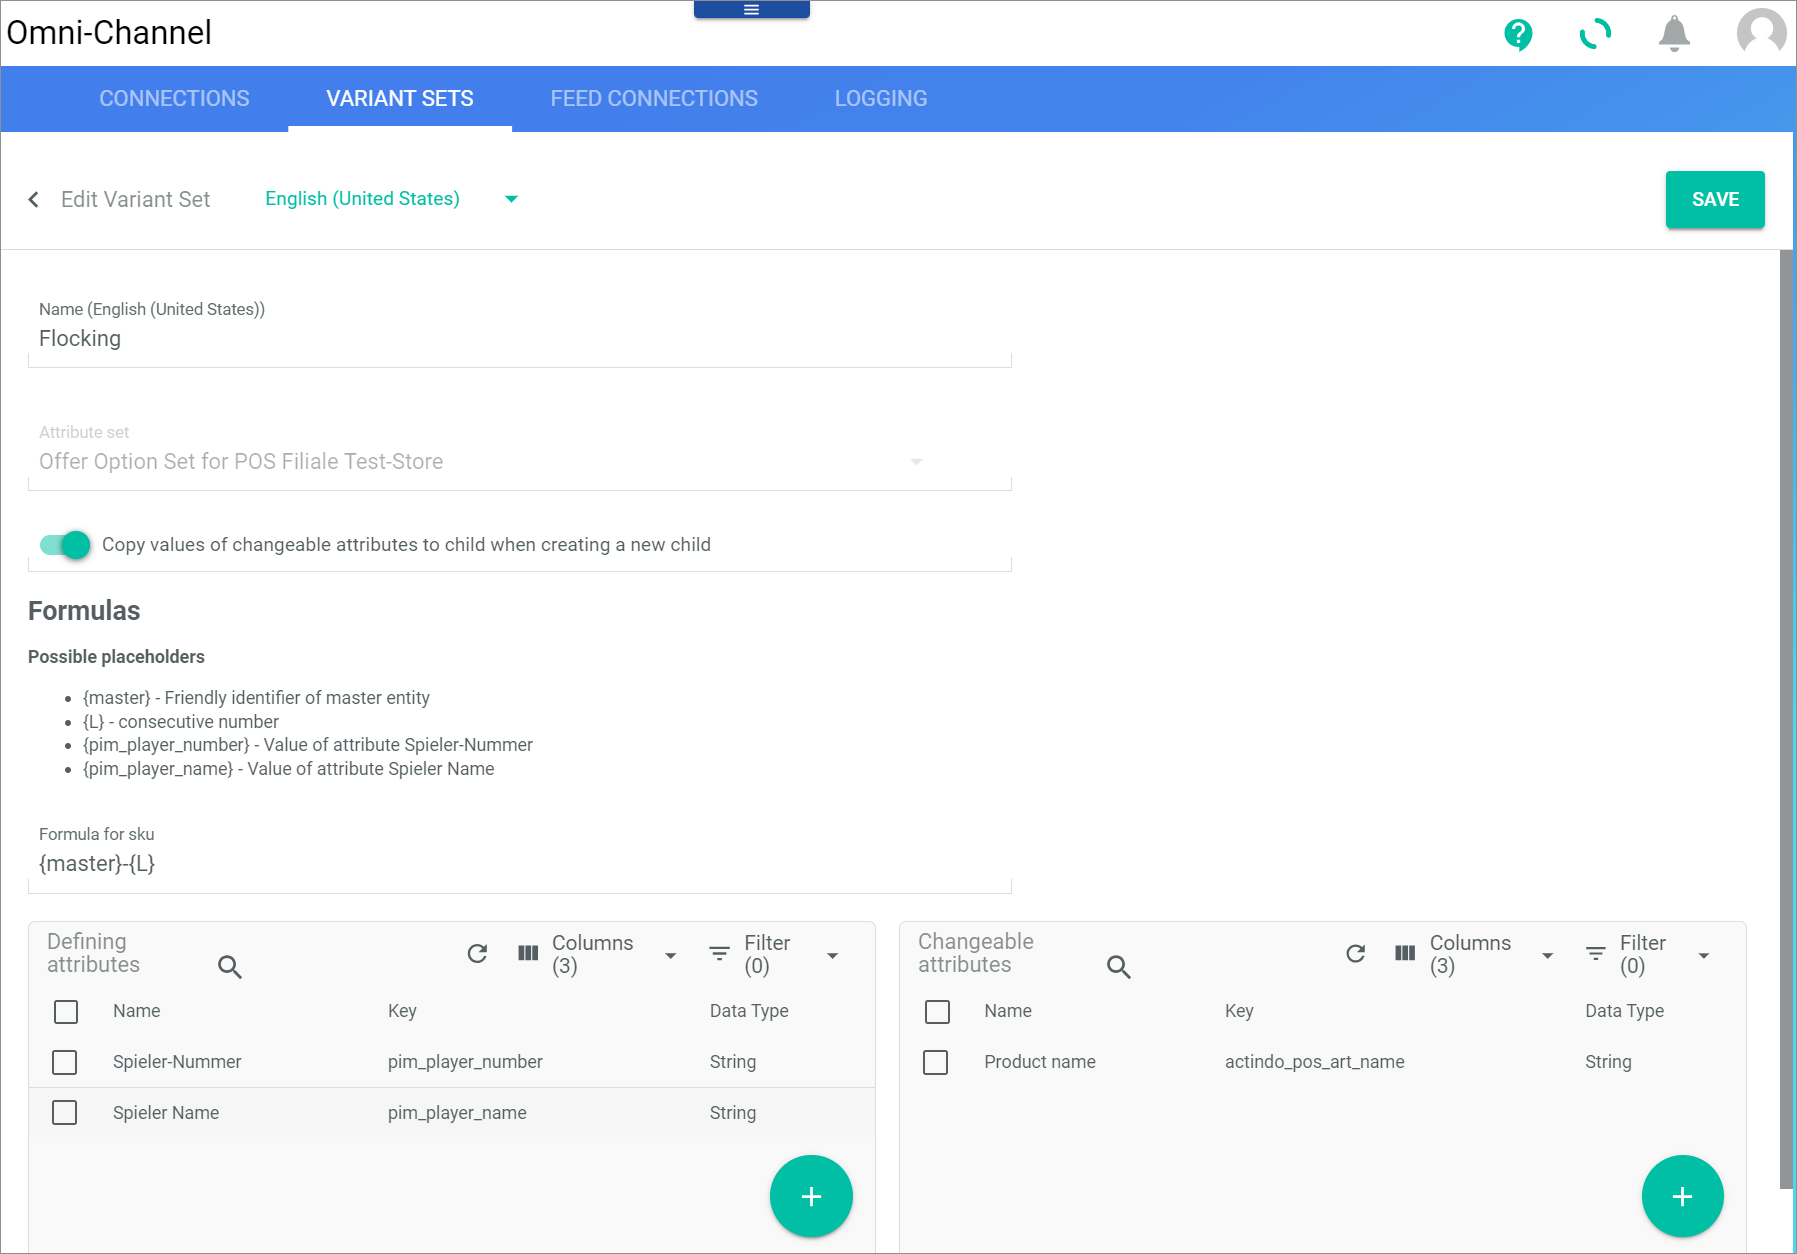 Omni-Channel
CONNECTIONS VARIANT SETS FEED CONNECTIONS LOGGING
Edit Variant Set English (United States) SAVE
Name (English (United States))
Flocking
Attribute set
Offer Option Set for POS Filiale Test-Store
Copy values of changeable attributes to child when creating a new child
Formulas
Possible placeholders
{master} - Friendly identifier of master entity
{L} - consecutive number
{pim_player_number} - Value of attribute Spieler-Nummer
{pim_player_name} - Value of attribute Spieler Name
Formula for sku
{master}-{L}
Defining attributes Columns (3) Filter (0)
Name Key Data Type
Spieler-Nummer pim_player_number String
Spieler Name pim_player_name String
Changeable attributes Columns (3) Filter (0)
Name Key Data Type
Product name actindo_pos_art_name String